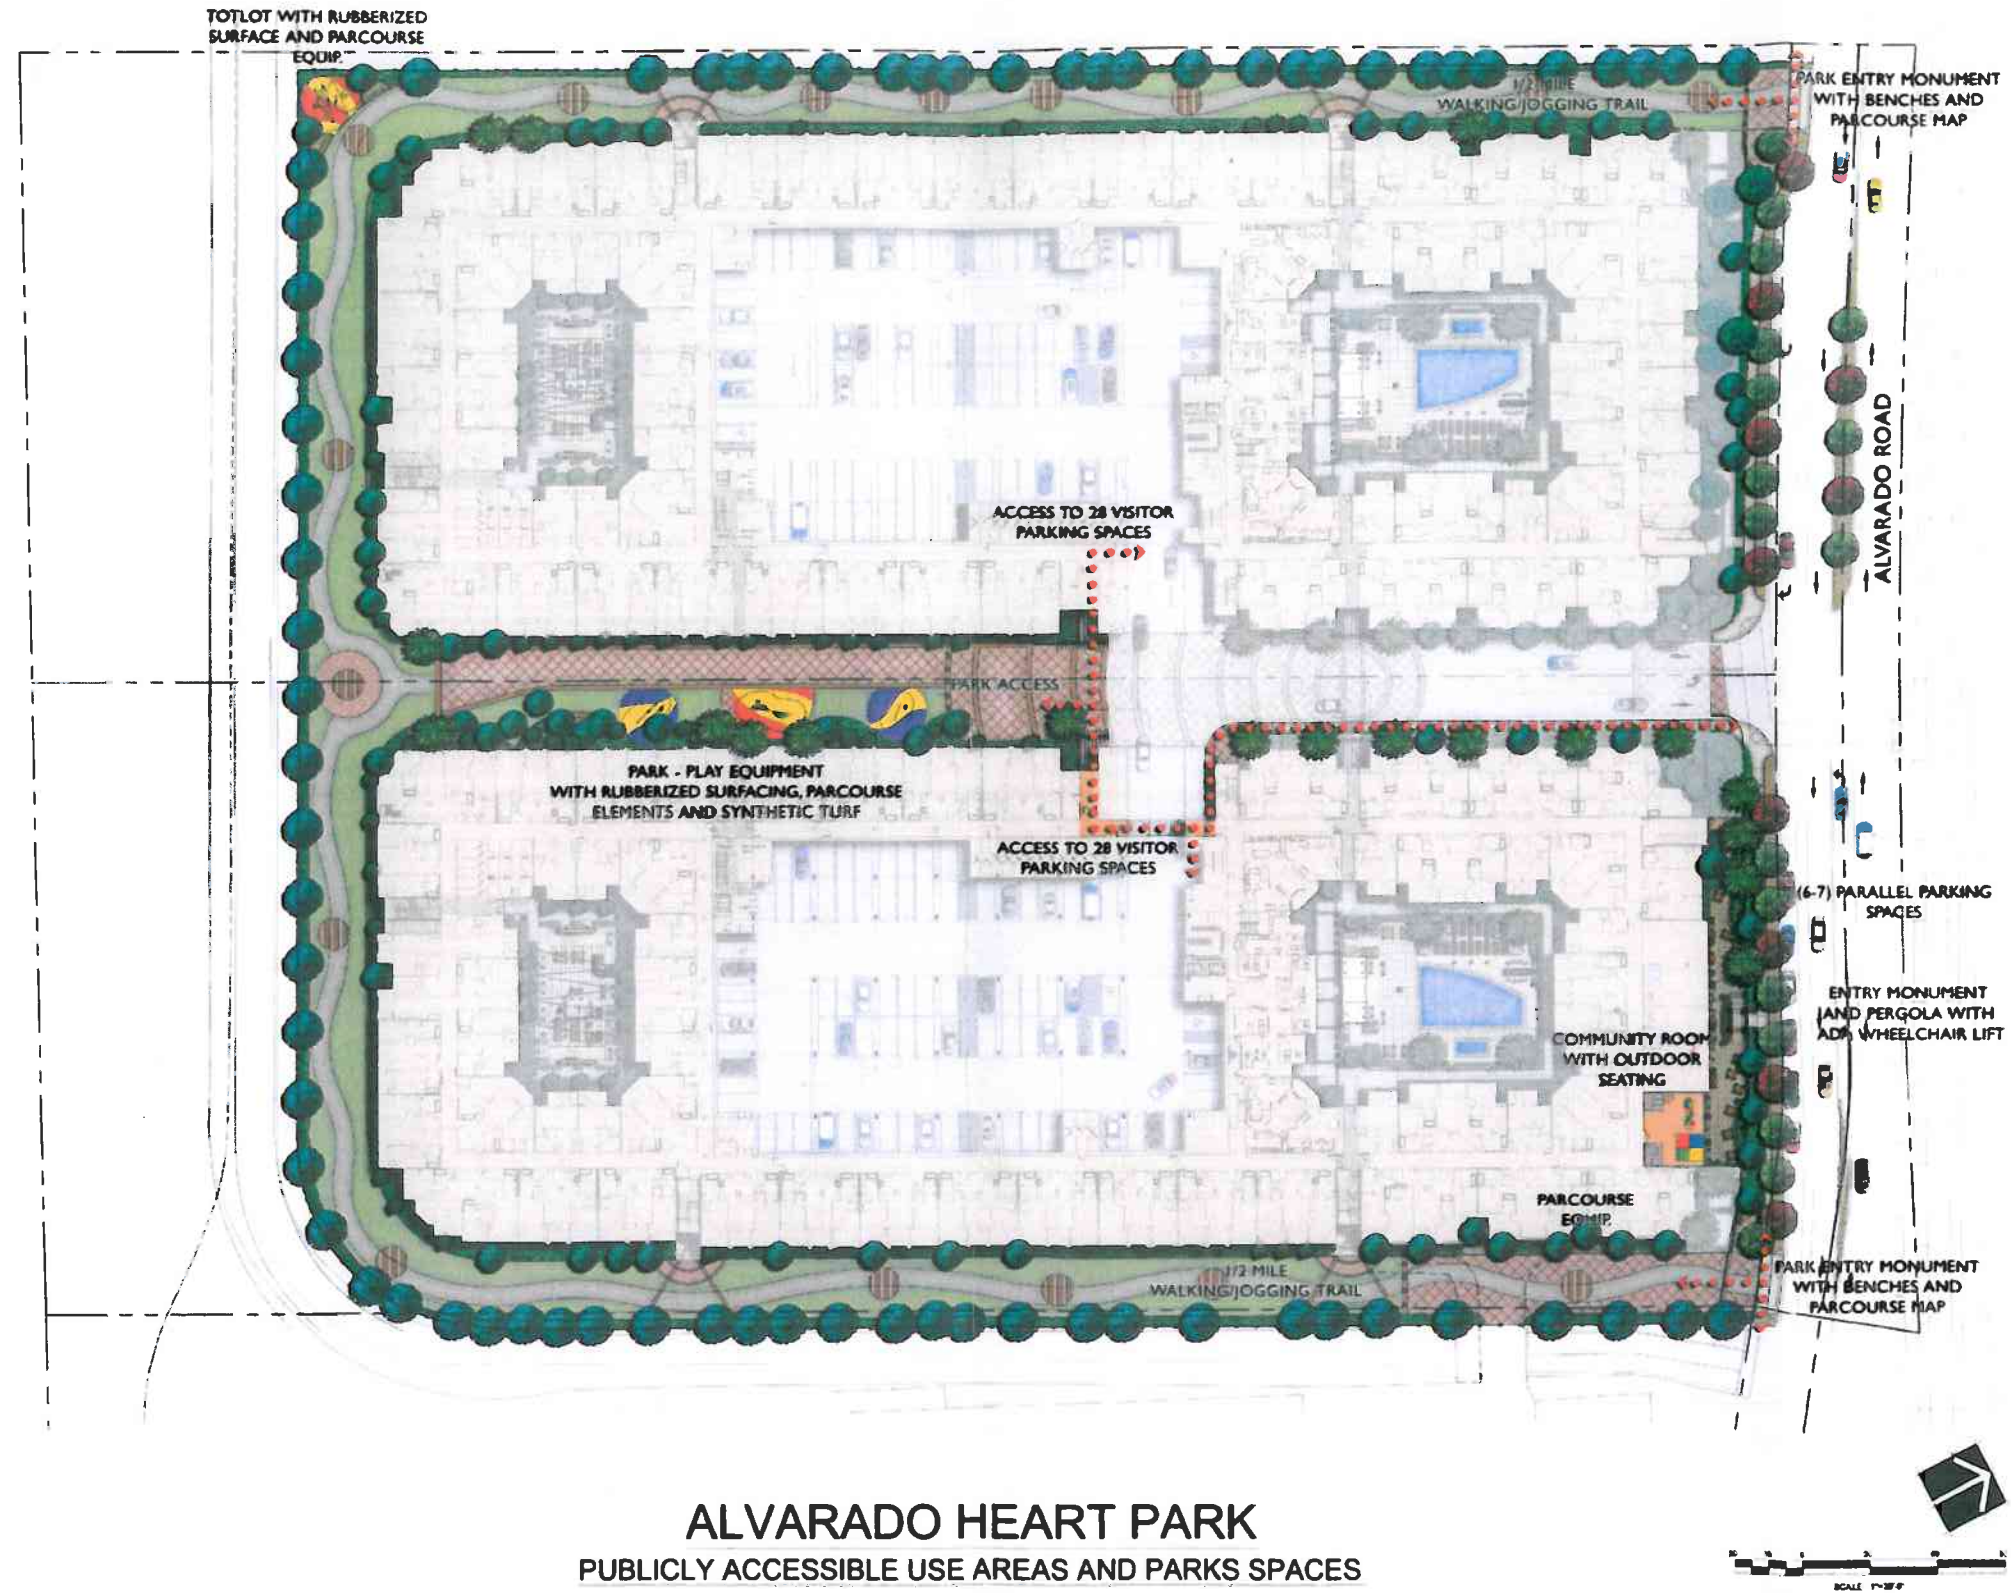 TOTLOT WITH RUBBERIZED
SURFACE AND PARCOURSE
EQUIP.
1/2 MILE
WALKING/JOGGING TRAIL
PARK ENTRY MONUMENT
WITH BENCHES AND
PARCOURSE MAP
ALVARADO ROAD
ACCESS TO 28 VISITOR
PARKING SPACES
PARK ACCESS
PARK - PLAY EQUIPMENT
WITH RUBBERIZED SURFACING, PARCOURSE
ELEMENTS AND SYNTHETIC TURF
ACCESS TO 28 VISITOR
PARKING SPACES
(6-7) PARALLEL PARKING
SPACES
ENTRY MONUMENT
AND PERGOLA WITH
ADA WHEELCHAIR LIFT
COMMUNITY ROOM
WITH OUTDOOR
SEATING
PARCOURSE
EQUIP.
1/2 MILE
WALKING/JOGGING TRAIL
PARK ENTRY MONUMENT
WITH BENCHES AND
PARCOURSE MAP
ALVARADO HEART PARK
PUBLICLY ACCESSIBLE USE AREAS AND PARKS SPACES
SCALE